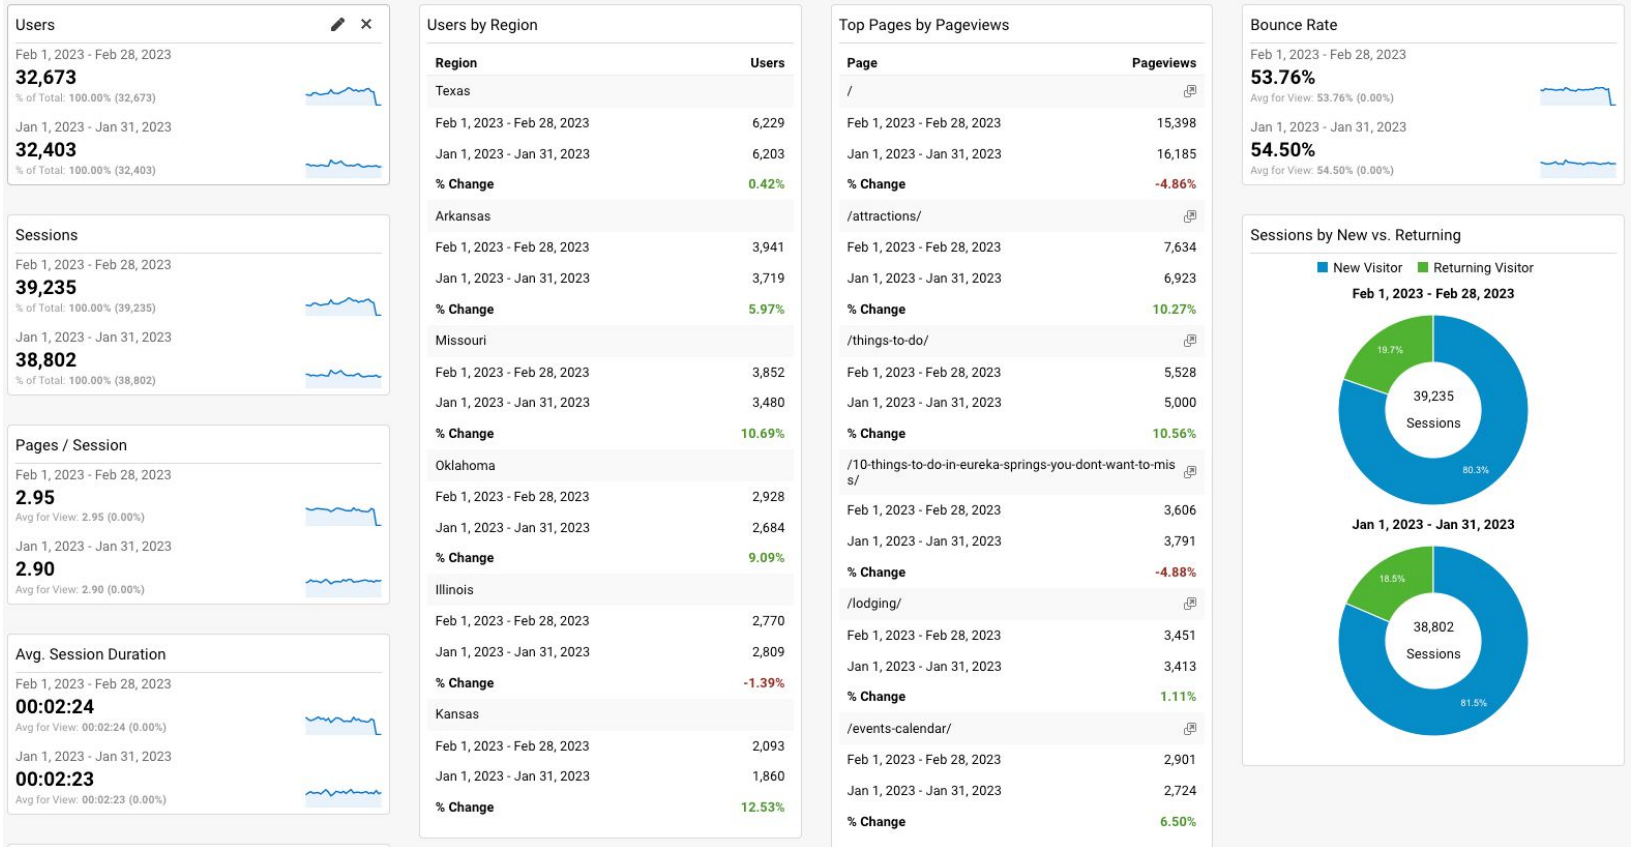 Users
Feb 1, 2023 - Feb 28, 2023
32,673
% of Total: 100.00% (32,673)
Jan 1, 2023 - Jan 31, 2023
32,403
% of Total: 100.00% (32,403)
Sessions
Feb 1, 2023 - Feb 28, 2023
39,235
% of Total: 100.00% (39,235)
Jan 1, 2023 - Jan 31, 2023
38,802
% of Total: 100.00% (38,802)
Pages / Session
Feb 1, 2023 - Feb 28, 2023
2.95
Avg for View: 2.95 (0.00%)
Jan 1, 2023 - Jan 31, 2023
2.90
Avg for View: 2.90 (0.00%)
Avg. Session Duration
Feb 1, 2023 - Feb 28, 2023
00:02:24
Avg for View: 00:02:24 (0.00%)
Jan 1, 2023 - Jan 31, 2023
00:02:23
Avg for View: 00:02:23 (0.00%)
Users by Region
Region Users
Texas
Feb 1, 2023 - Feb 28, 2023 6,229
Jan 1, 2023 - Jan 31, 2023 6,203
% Change 0.42%
Arkansas
Feb 1, 2023 - Feb 28, 2023 3,941
Jan 1, 2023 - Jan 31, 2023 3,719
% Change 5.97%
Missouri
Feb 1, 2023 - Feb 28, 2023 3,852
Jan 1, 2023 - Jan 31, 2023 3,480
% Change 10.69%
Oklahoma
Feb 1, 2023 - Feb 28, 2023 2,928
Jan 1, 2023 - Jan 31, 2023 2,684
% Change 9.09%
Illinois
Feb 1, 2023 - Feb 28, 2023 2,770
Jan 1, 2023 - Jan 31, 2023 2,809
% Change -1.39%
Kansas
Feb 1, 2023 - Feb 28, 2023 2,093
Jan 1, 2023 - Jan 31, 2023 1,860
% Change 12.53%
Top Pages by Pageviews
Page Pageviews
/
Feb 1, 2023 - Feb 28, 2023 15,398
Jan 1, 2023 - Jan 31, 2023 16,185
% Change -4.86%
/attractions/
Feb 1, 2023 - Feb 28, 2023 7,634
Jan 1, 2023 - Jan 31, 2023 6,923
% Change 10.27%
/things-to-do/
Feb 1, 2023 - Feb 28, 2023 5,528
Jan 1, 2023 - Jan 31, 2023 5,000
% Change 10.56%
/10-things-to-do-in-eureka-springs-you-dont-want-to-mis
s/
Feb 1, 2023 - Feb 28, 2023 3,606
Jan 1, 2023 - Jan 31, 2023 3,791
% Change -4.88%
/lodging/
Feb 1, 2023 - Feb 28, 2023 3,451
Jan 1, 2023 - Jan 31, 2023 3,413
% Change 1.11%
/events-calendar/
Feb 1, 2023 - Feb 28, 2023 2,901
Jan 1, 2023 - Jan 31, 2023 2,724
% Change 6.50%
Bounce Rate
Feb 1, 2023 - Feb 28, 2023
53.76%
Avg for View: 53.76% (0.00%)
Jan 1, 2023 - Jan 31, 2023
54.50%
Avg for View: 54.50% (0.00%)
Sessions by New vs. Returning
New Visitor Returning Visitor
Feb 1, 2023 - Feb 28, 2023
19.7%
39,235
Sessions
80.3%
Jan 1, 2023 - Jan 31, 2023
18.5%
38,802
Sessions
81.5%